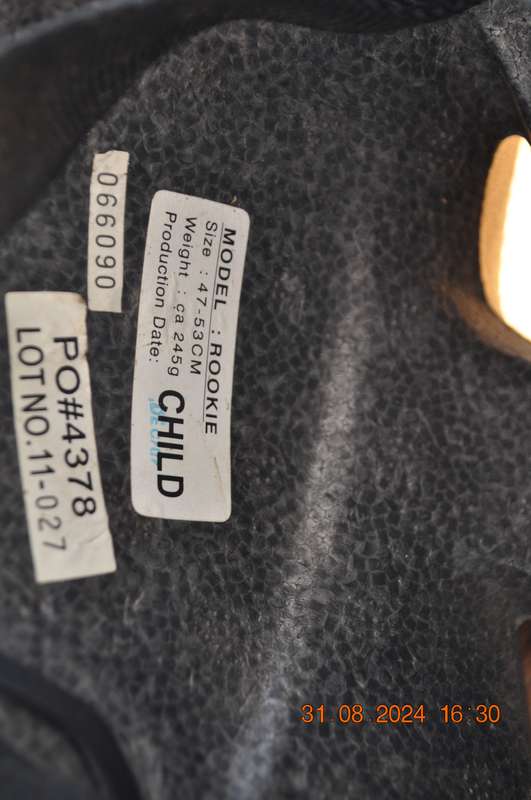 066090
MODEL : ROOKIE
Size : 47-53CM
Weight : ca 245g
Production Date:
CHILD
PO#4378
LOT NO.11-027
31.08.2024 16:30